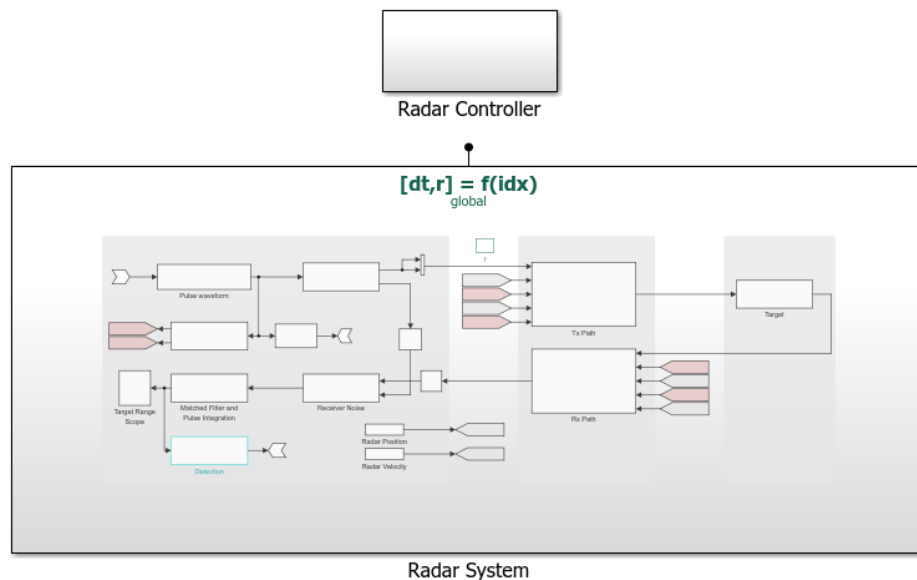 Radar Controller
[dt,r] = f(idx)
global
f
Pulse waveform
Tx Path
Target
Target Range
Scope
Matched Filter and
Pulse Integration
Receiver Noise
Rx Path
Radar Position
Radar Velocity
Detection
Radar System